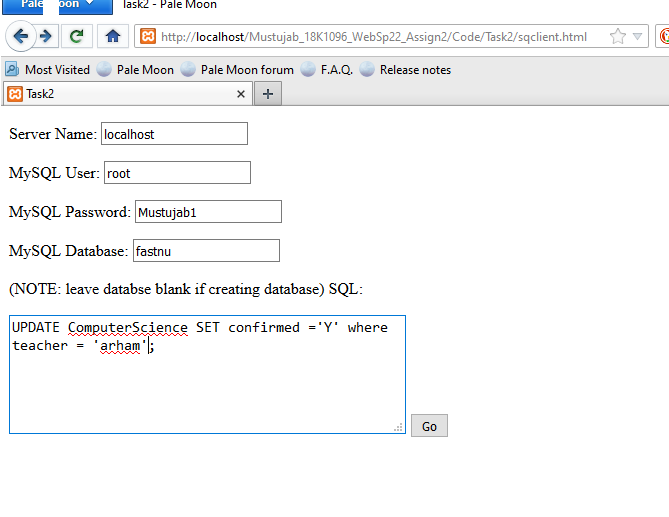 Pale Moon Task2 - Pale Moon
http://localhost/Mustujab_18K1096_WebSp22_Assign2/Code/Task2/sqclient.html
Most Visited Pale Moon Pale Moon forum F.A.Q. Release notes
Task2
Server Name: localhost
MySQL User: root
MySQL Password: Mustujab1
MySQL Database: fastnu
(NOTE: leave databse blank if creating database) SQL:
UPDATE ComputerScience SET confirmed ='Y' where
teacher = 'arham';
Go